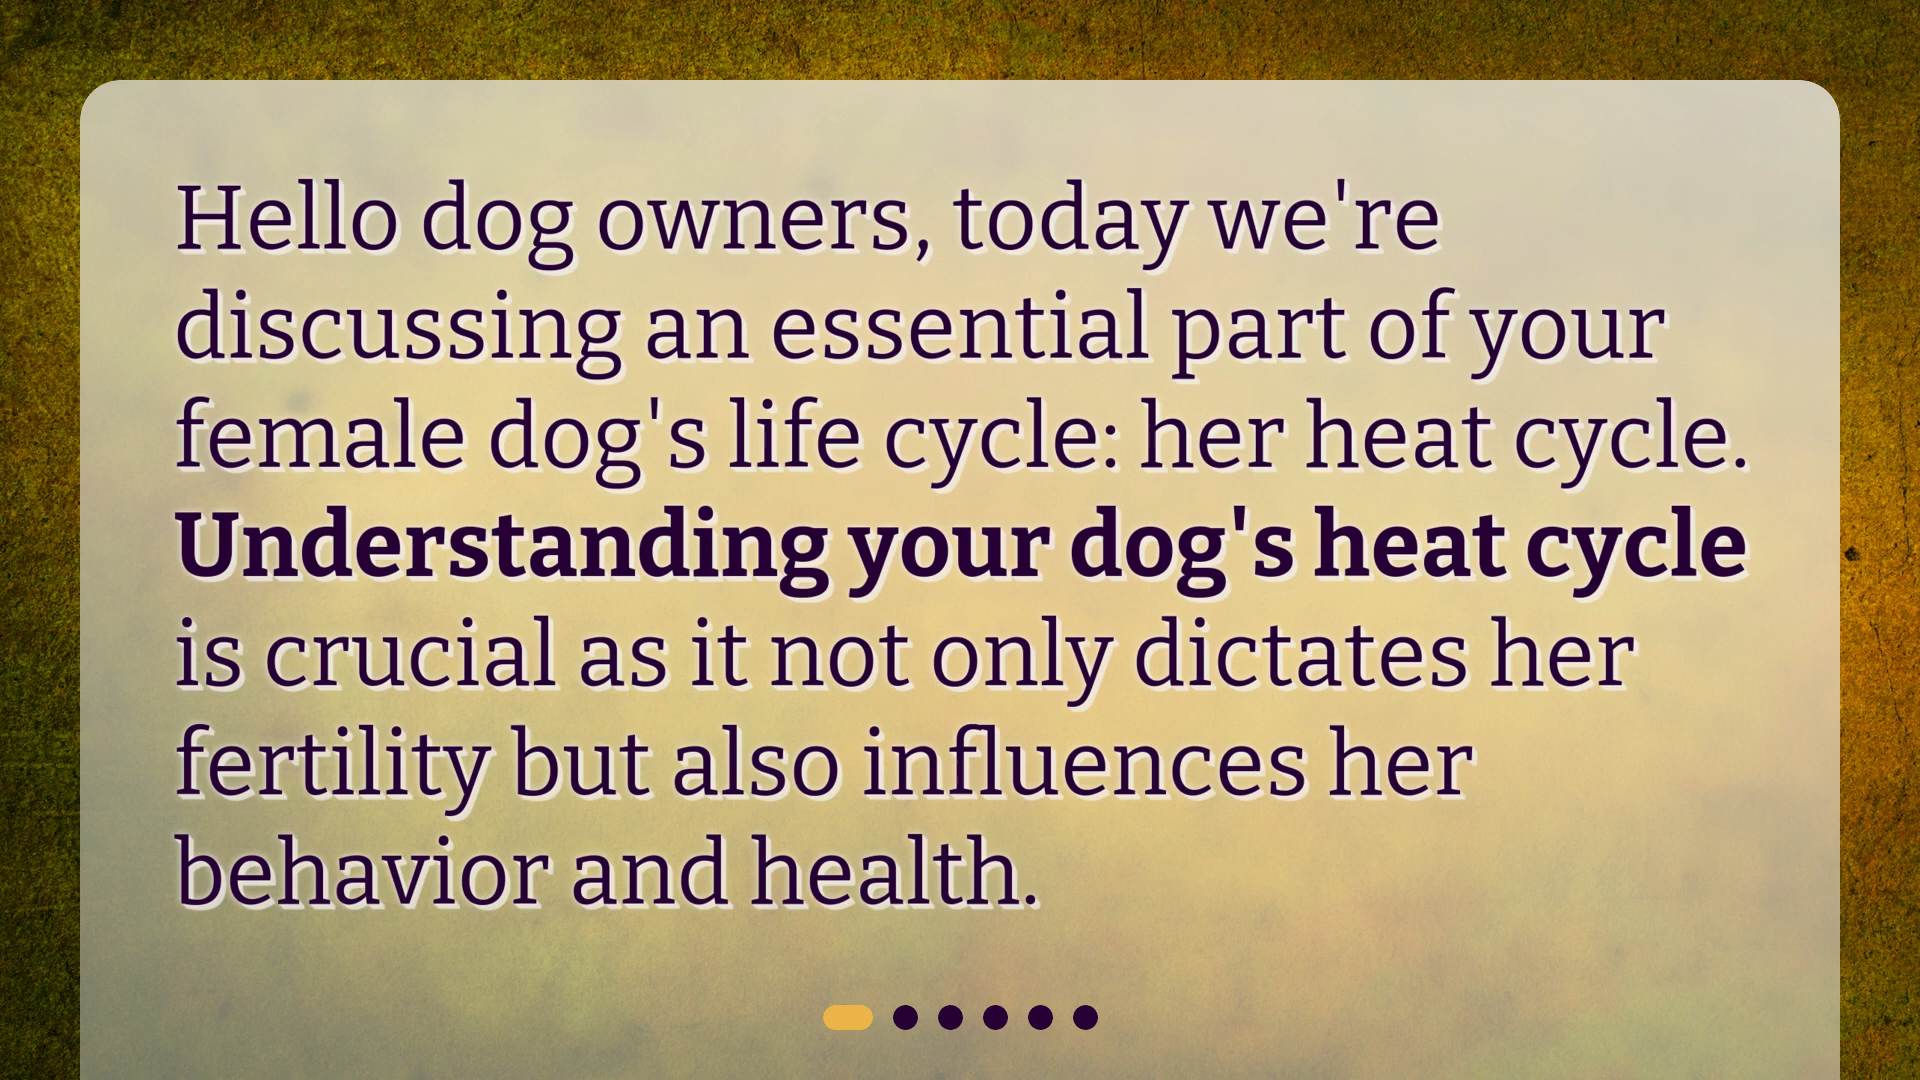 Hello dog owners, today we're
discussing an essential part of your
female dog's life cycle: her heat cycle.
Understanding your dog's heat cycle
is crucial as it not only dictates her
fertility but also influences her
behavior and health.